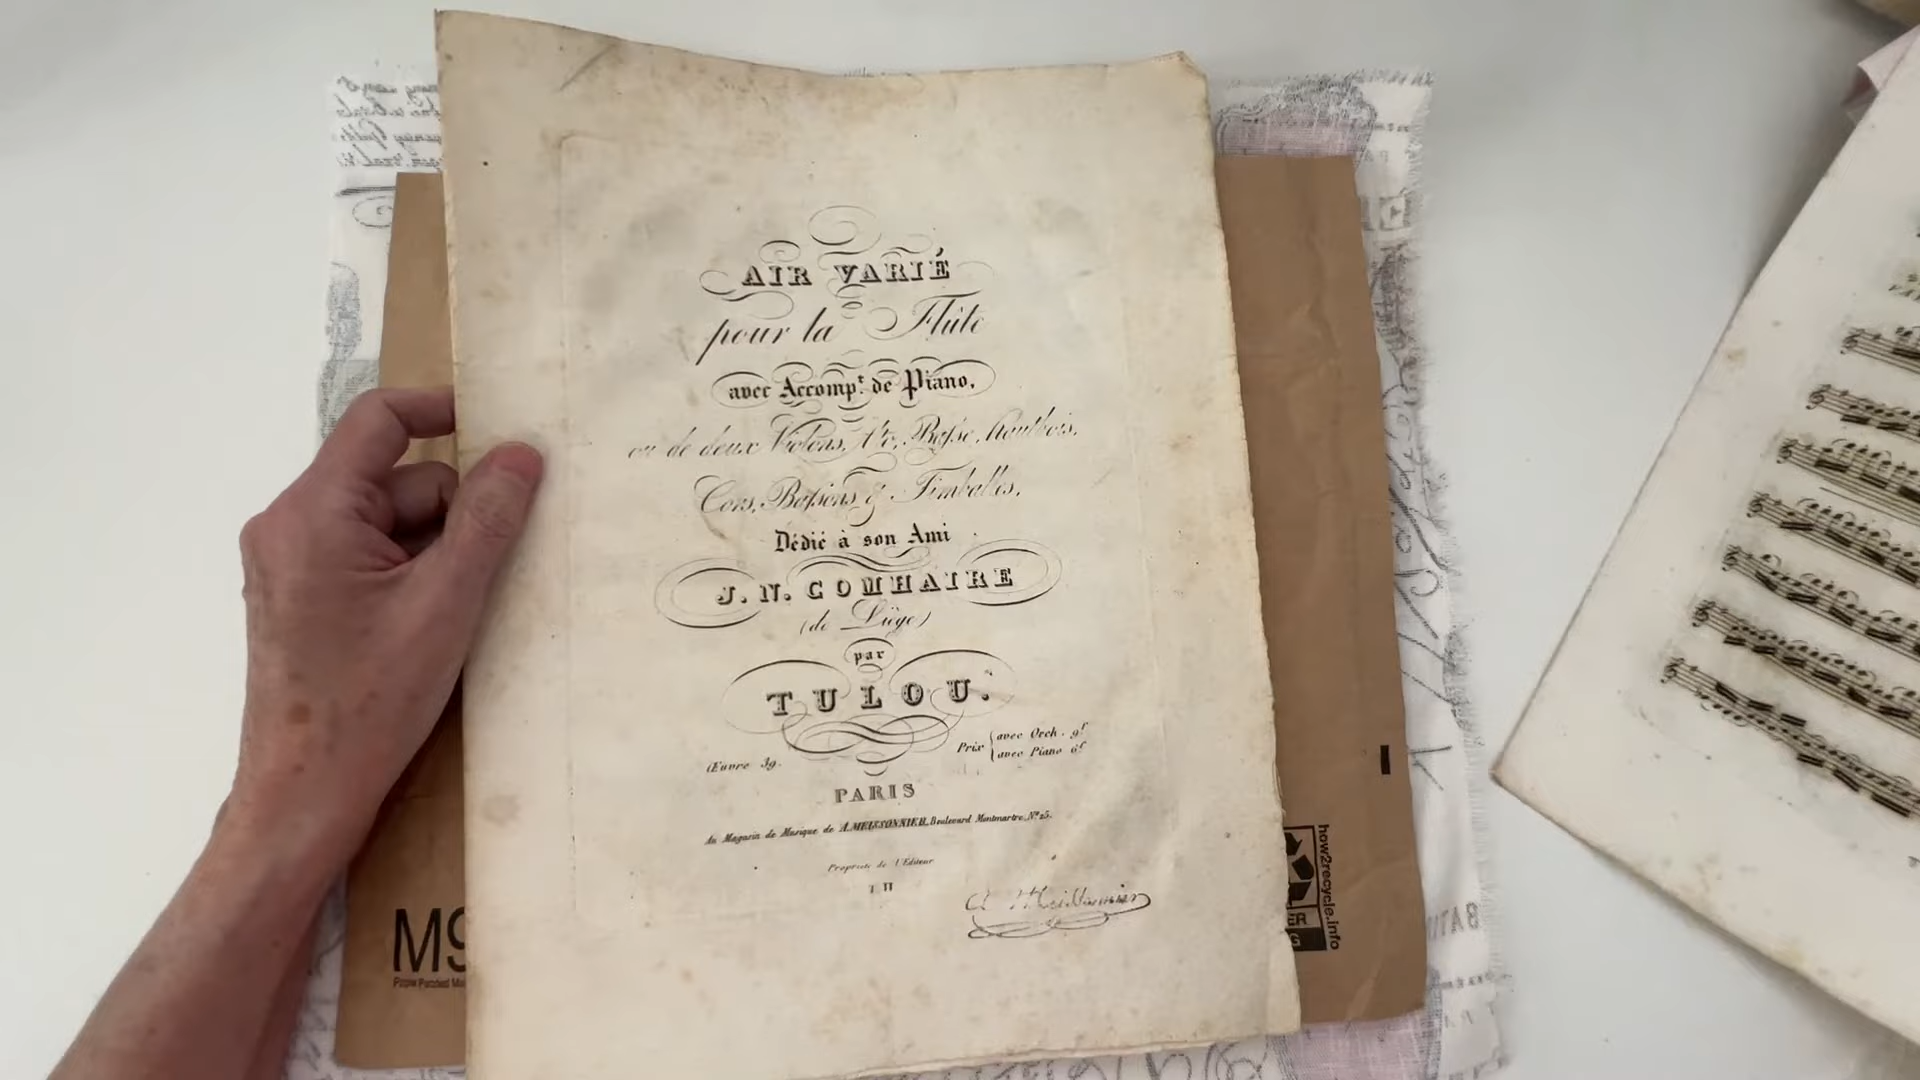 AIR VARIÉ
pour la Flûte
avec Accomp.t de Piano,
ou de deux Violons, Alto, Basse, Hautbois,
Cors, Bassons & Timballes,
Dédié à son Ami
J. N. COMHAIRE
(de Liège)
par
TULOU.
Œuvre 39.
Prix avec Orch. 9f
avec Piano 6f
PARIS
Au Magasin de Musique de A. MEISSONNIER, Boulevard Montmartre, No 25.
Propriété de l'Editeur
M9
how2recycle.info